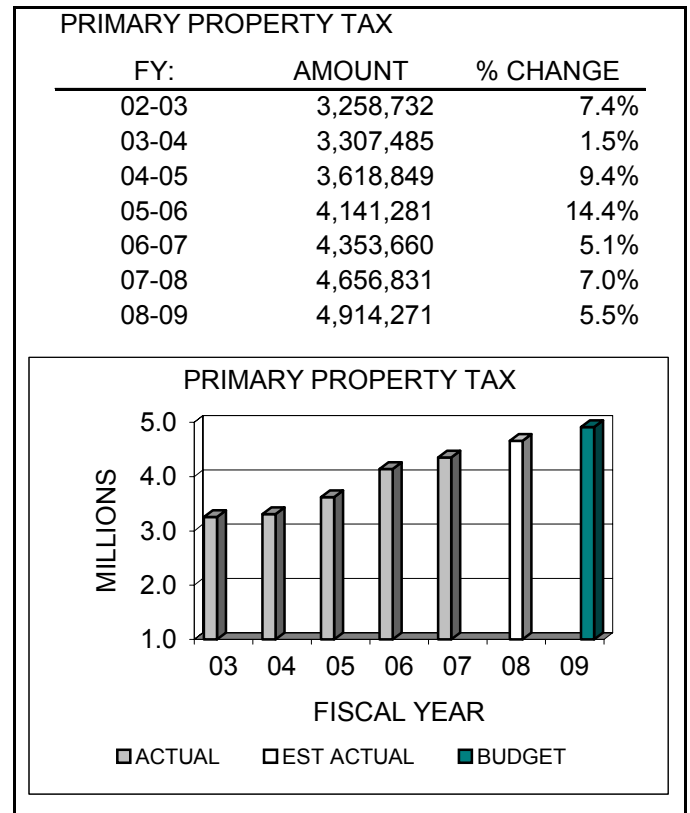 PRIMARY PROPERTY TAX
FY: AMOUNT % CHANGE
02-03 3,258,732 7.4%
03-04 3,307,485 1.5%
04-05 3,618,849 9.4%
05-06 4,141,281 14.4%
06-07 4,353,660 5.1%
07-08 4,656,831 7.0%
08-09 4,914,271 5.5%
PRIMARY PROPERTY TAX
5.0
4.0
3.0
2.0
1.0
MILLIONS
03 04 05 06 07 08 09
FISCAL YEAR
ACTUAL EST ACTUAL BUDGET